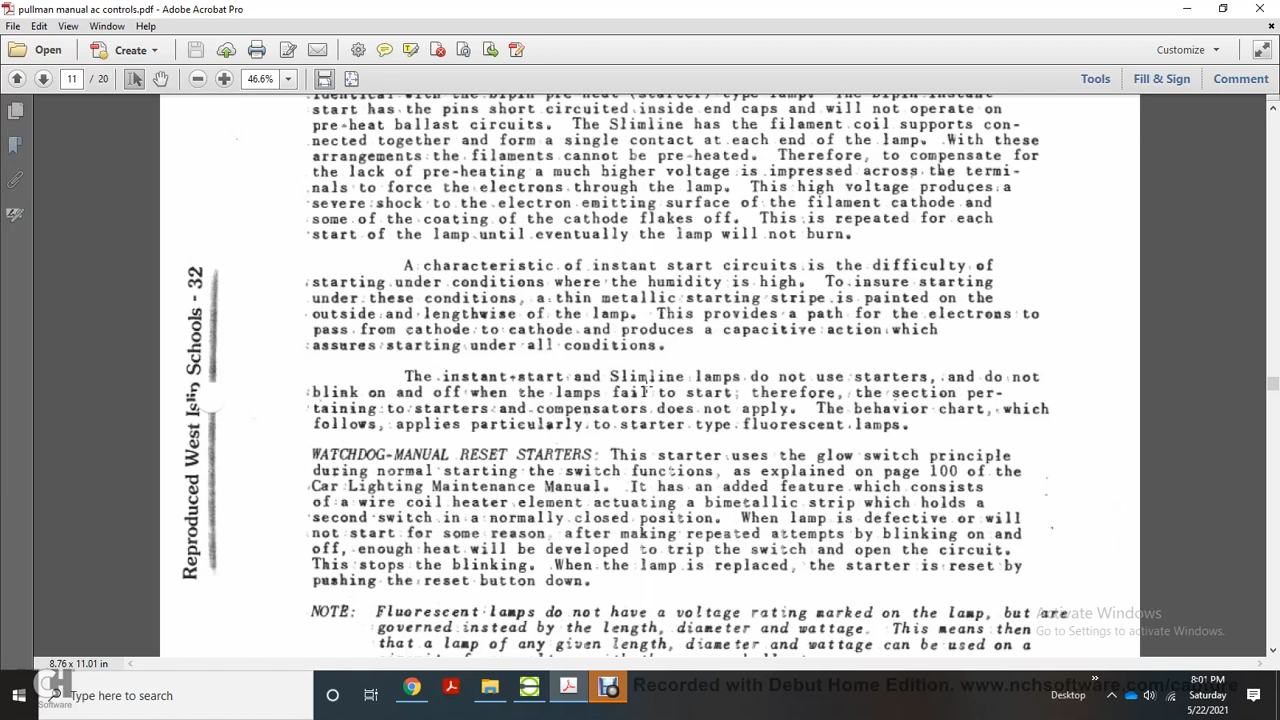 pullman manual ac controls.pdf - Adobe Acrobat Pro
File Edit View Window Help
Open Create Customize
11 / 20 46.6% Tools Fill & Sign Comment
identical with the bipin pre-heat (starter) type lamp. The bipin instant
start has the pins short circuited inside end caps and will not operate on
pre-heat ballast circuits. The Slimline has the filament coil supports con-
nected together and form a single contact at each end of the lamp. With these
arrangements the filaments cannot be pre-heated. Therefore, to compensate for
the lack of pre-heating a much higher voltage is impressed across the termi-
nals to force the electrons through the lamp. This high voltage produces a
severe shock to the electron emitting surface of the filament cathode and
some of the coating of the cathode flakes off. This is repeated for each
start of the lamp until eventually the lamp will not burn.
A characteristic of instant start circuits is the difficulty of
starting under conditions where the humidity is high. To insure starting
under these conditions, a thin metallic starting stripe is painted on the
outside and lengthwise of the lamp. This provides a path for the electrons to
pass from cathode to cathode and produces a capacitive action which
assures starting under all conditions.
The instant-start and Slimline lamps do not use starters, and do not
blink on and off when the lamps fail to start; therefore, the section per-
taining to starters and compensators does not apply. The behavior chart, which
follows, applies particularly to starter type fluorescent lamps.
WATCHDOG-MANUAL RESET STARTERS: This starter uses the glow switch principle
during normal starting the switch functions, as explained on page 100 of the
Car Lighting Maintenance Manual. It has an added feature which consists
of a wire coil heater element actuating a bimetallic strip which holds a
second switch in a normally closed position. When lamp is defective or will
not start for some reason, after making repeated attempts by blinking on and
off, enough heat will be developed to trip the switch and open the circuit.
This stops the blinking. When the lamp is replaced, the starter is reset by
pushing the reset button down.
NOTE: Fluorescent lamps do not have a voltage rating marked on the lamp, but are
governed instead by the length, diameter and wattage. This means then
that a lamp of any given length, diameter and wattage can be used on a
Reproduced West Islip Schools - 32
Activate Windows
Go to Settings to activate Windows.
8.76 x 11.01 in
CH
Software
Type here to search
Recorded with Debut Home Edition. www.nchsoftware.com/capture
Desktop
8:01 PM
Saturday
5/22/2021